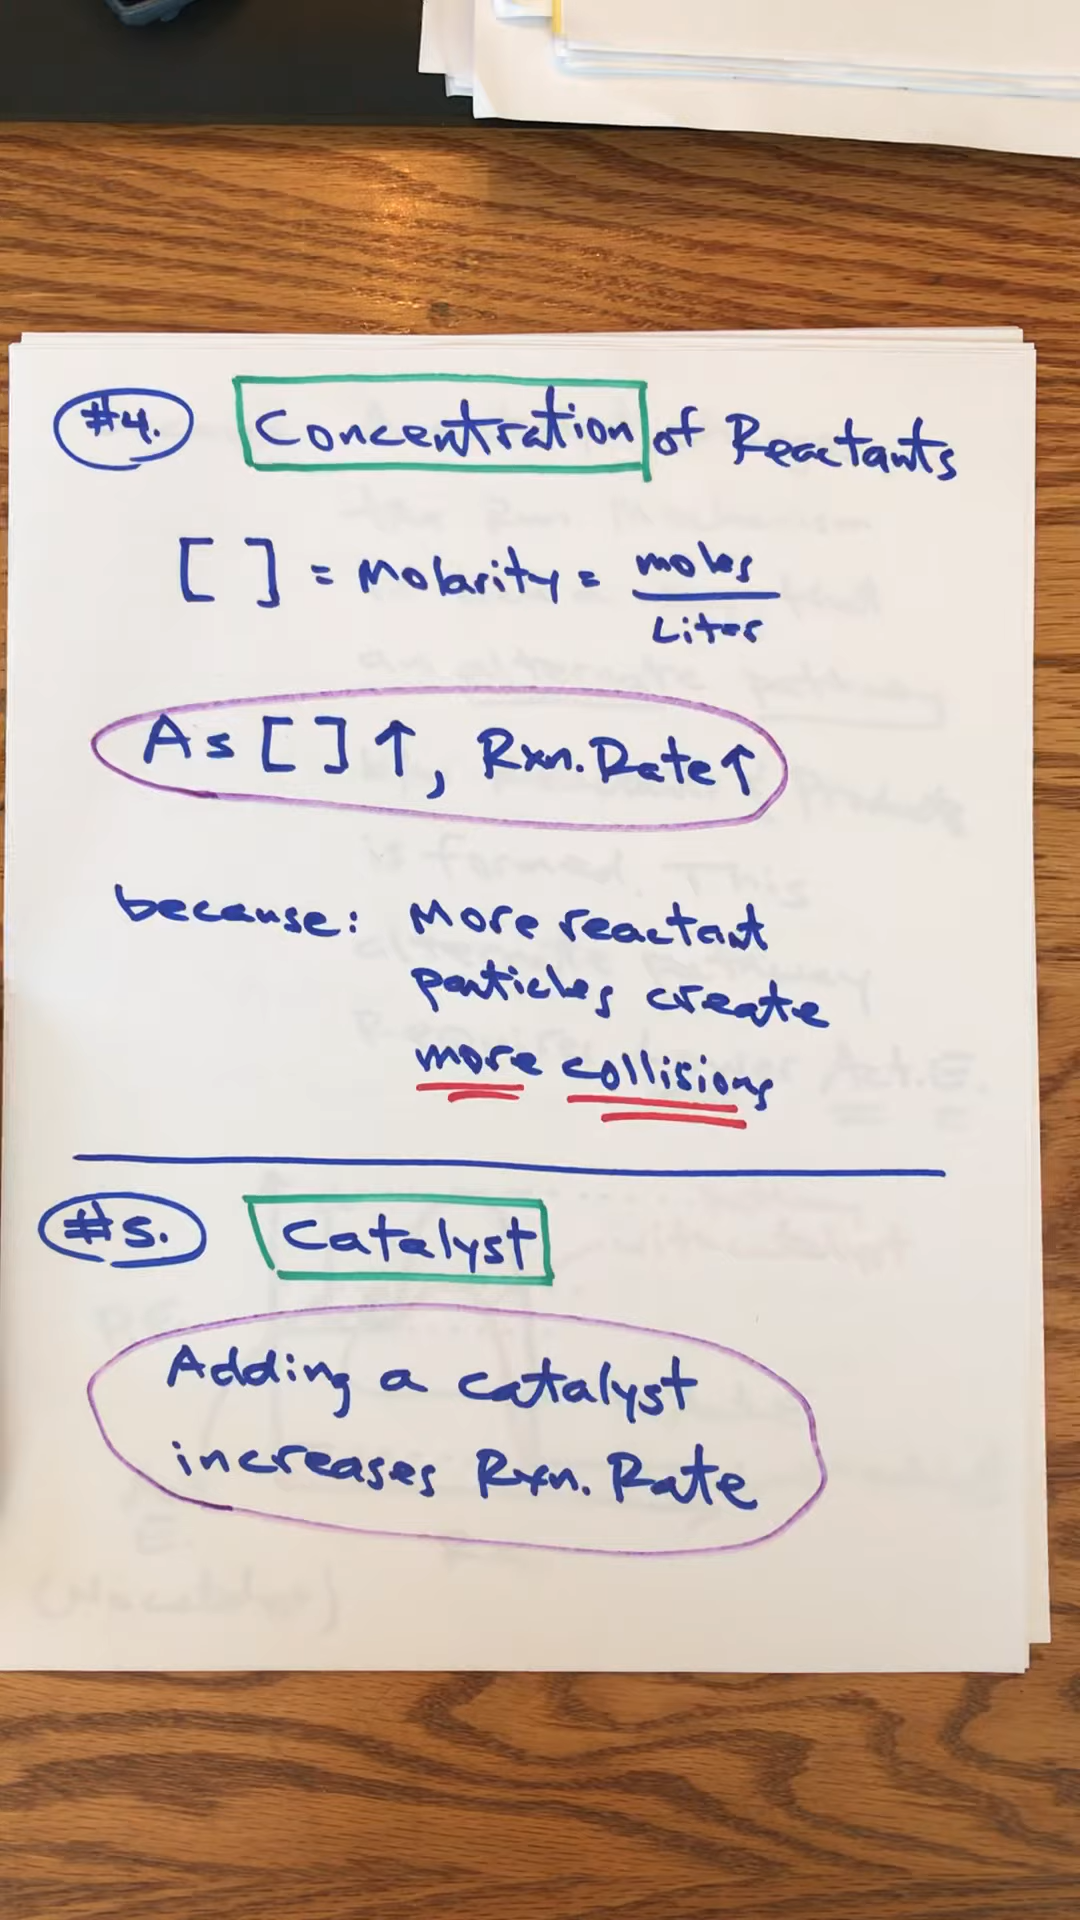 #4. Concentration of Reactants
[ ] = Molarity = moles
Liter
As [ ] ↑, Rxn. Rate ↑
because: More reactant
particles create
more collisions
#5. Catalyst
Adding a catalyst
increases Rxn. Rate